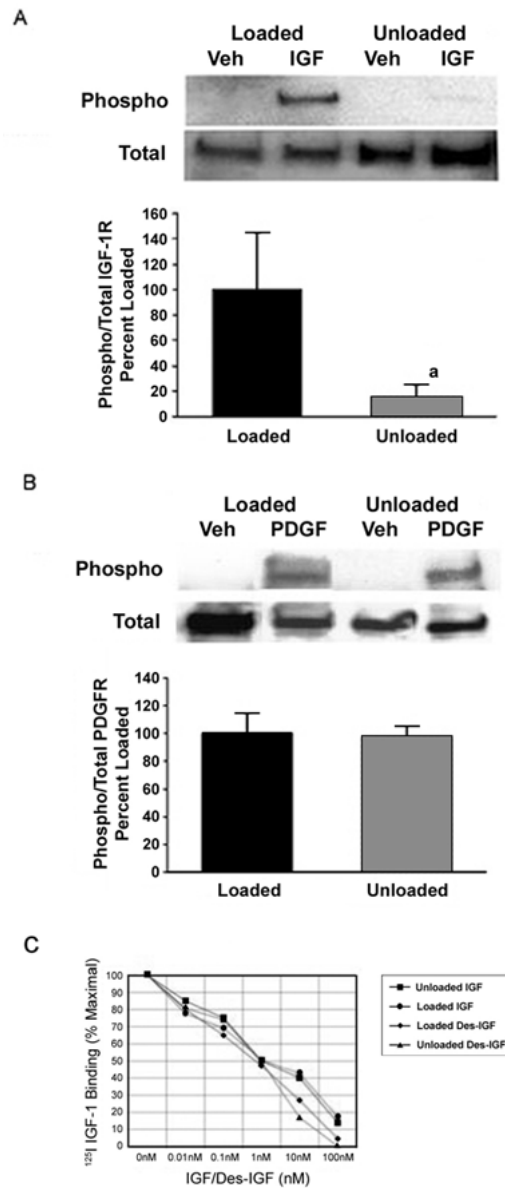 A
Loaded Unloaded
Veh IGF Veh IGF
Phospho
Total
Phospho/Total IGF-1R
Percent Loaded
160
140
120
100
80
60
40
20
0
a
Loaded Unloaded
B
Loaded Unloaded
Veh PDGF Veh PDGF
Phospho
Total
Phospho/Total PDGFR
Percent Loaded
140
120
100
80
60
40
20
0
Loaded Unloaded
C
125I IGF-1 Binding (% Maximal)
100
90
80
70
60
50
40
30
20
10
0
0nM 0.01nM 0.1nM 1nM 10nM 100nM
IGF/Des-IGF (nM)
Unloaded IGF
Loaded IGF
Loaded Des-IGF
Unloaded Des-IGF